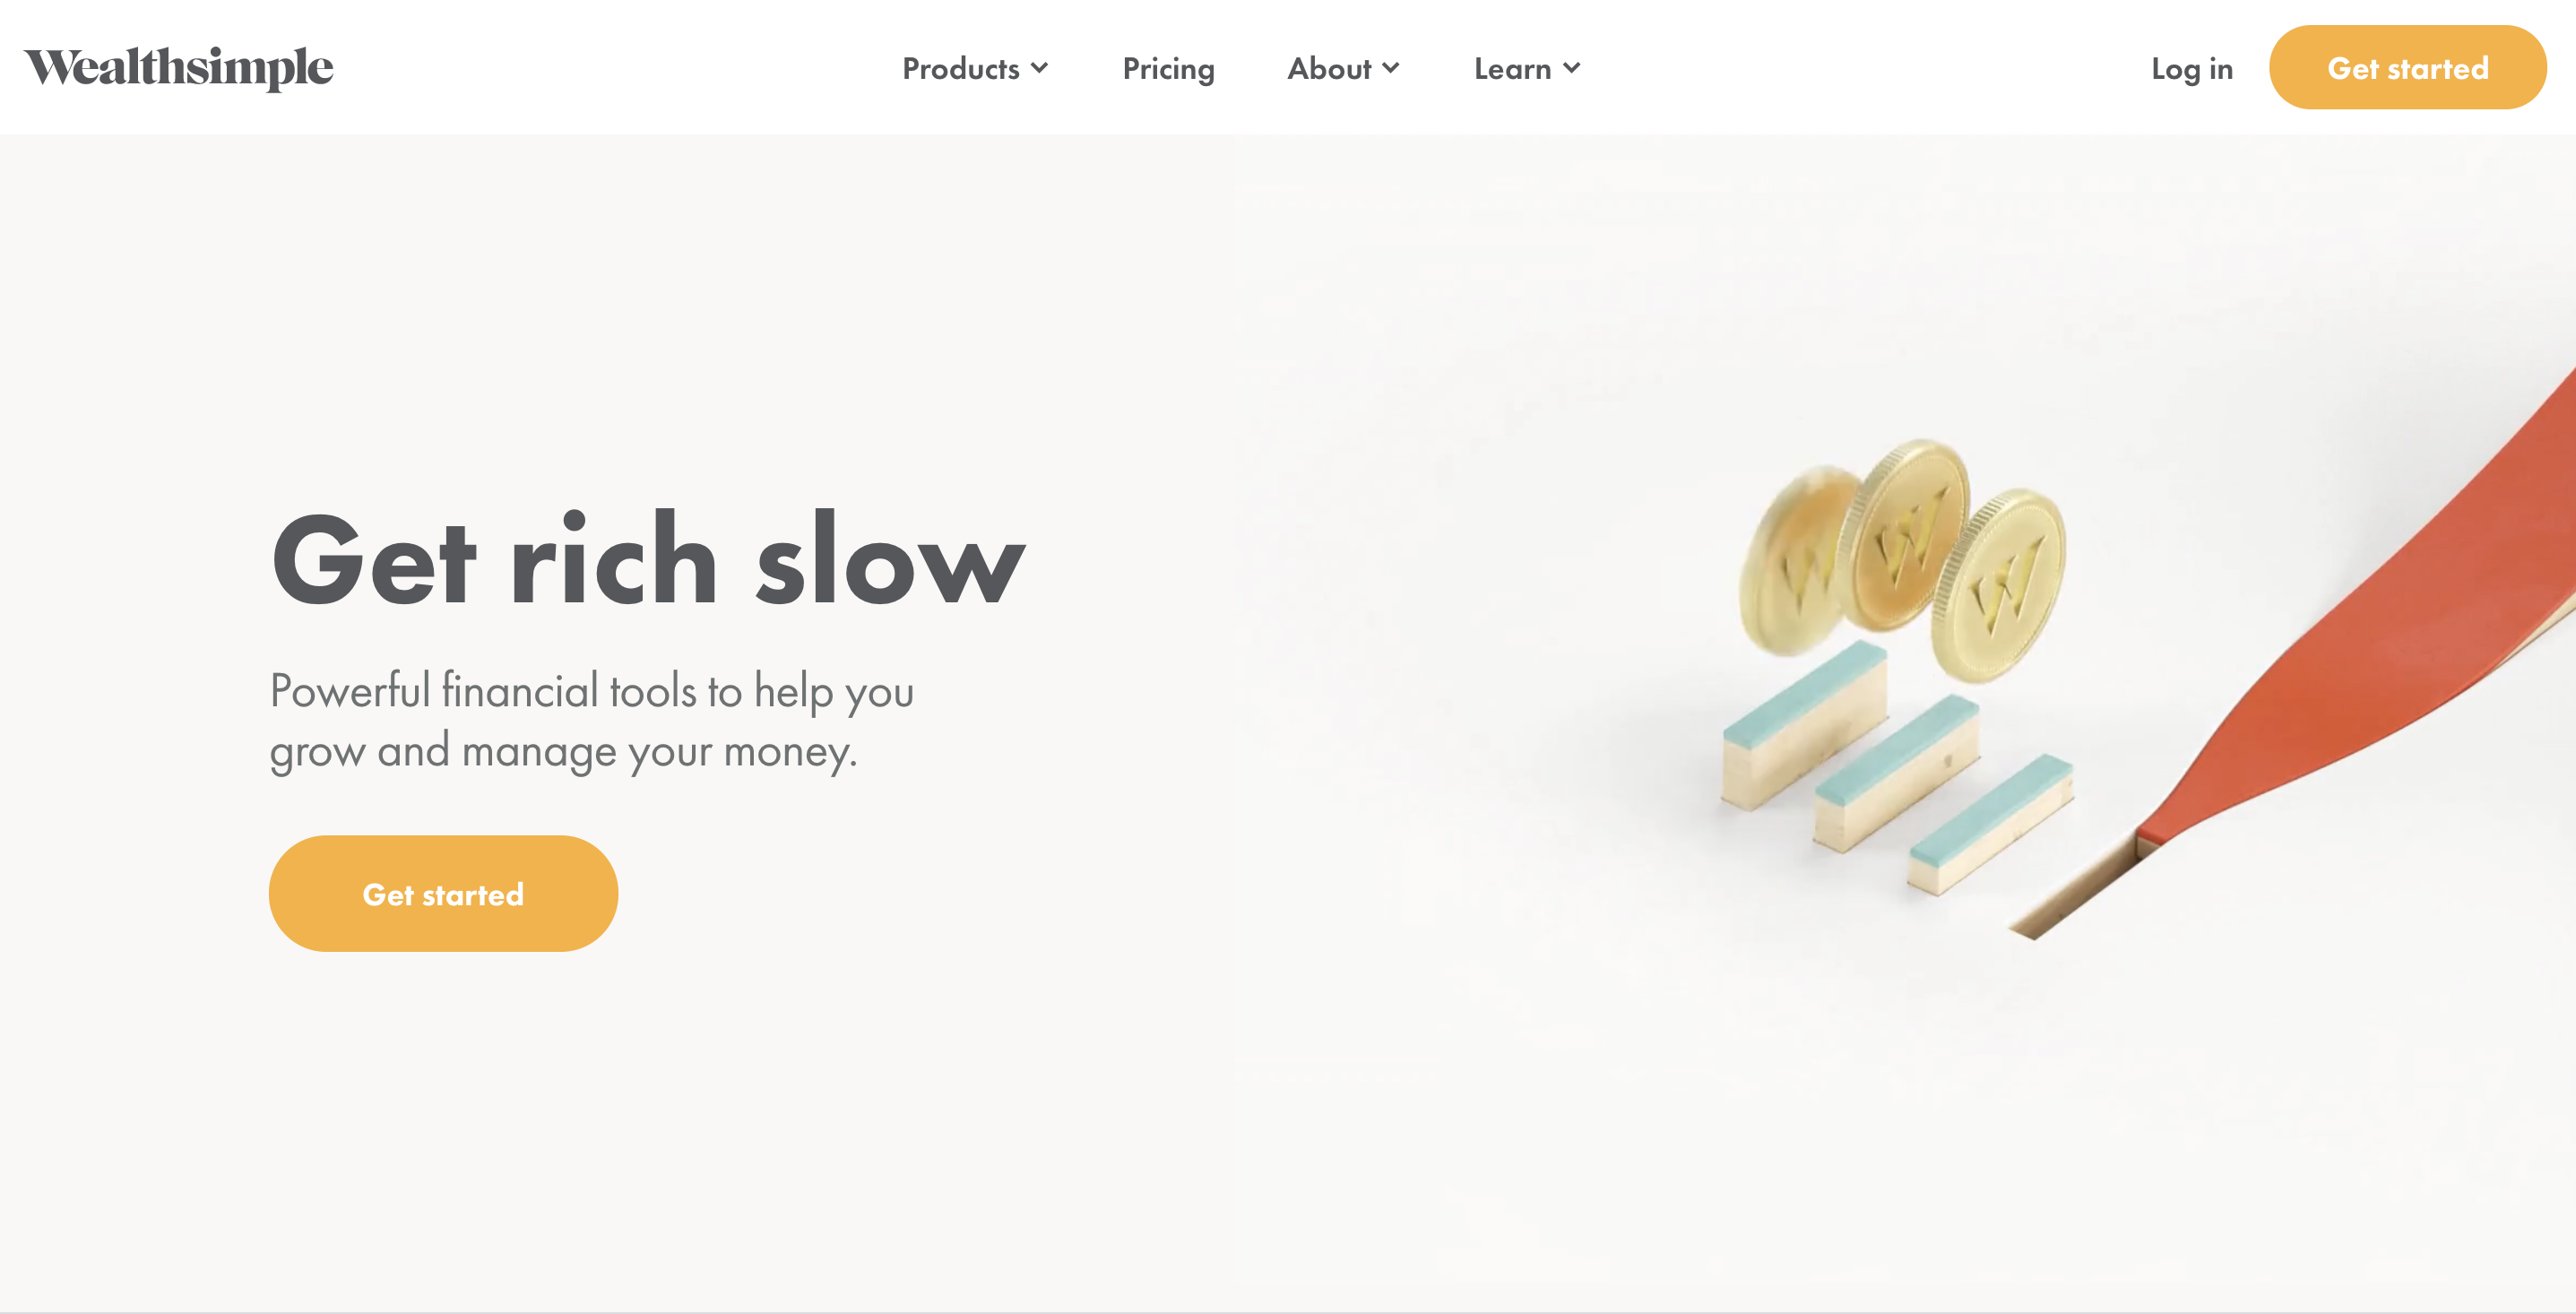 Wealthsimple
Products
Pricing
About
Learn
Log in
Get started
Get rich slow
Powerful financial tools to help you
grow and manage your money.
Get started
W
W
W